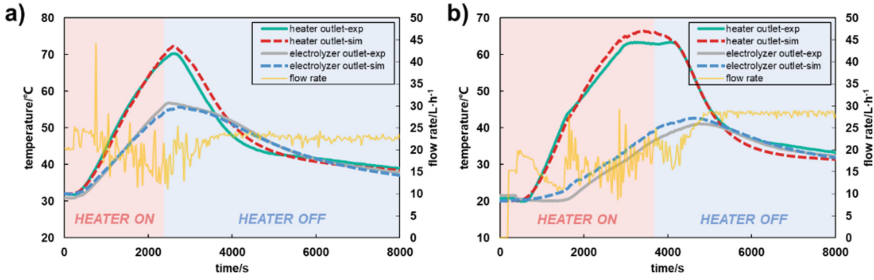 a)
80
70
60
50
40
30
20
temperature/°C
50
45
40
35
30
25
20
15
10
5
0
flow rate/L·h⁻¹
heater outlet-exp
heater outlet-sim
electrolyzer outlet-exp
electrolyzer outlet-sim
flow rate
HEATER ON
HEATER OFF
0 2000 4000 6000 8000
time/s
b)
70
60
50
40
30
20
10
temperature/°C
50
45
40
35
30
25
20
15
10
5
0
flow rate/L·h⁻¹
heater outlet-exp
heater outlet-sim
electrolyzer outlet-exp
electrolyzer outlet-sim
flow rate
HEATER ON
HEATER OFF
0 2000 4000 6000 8000
time/s